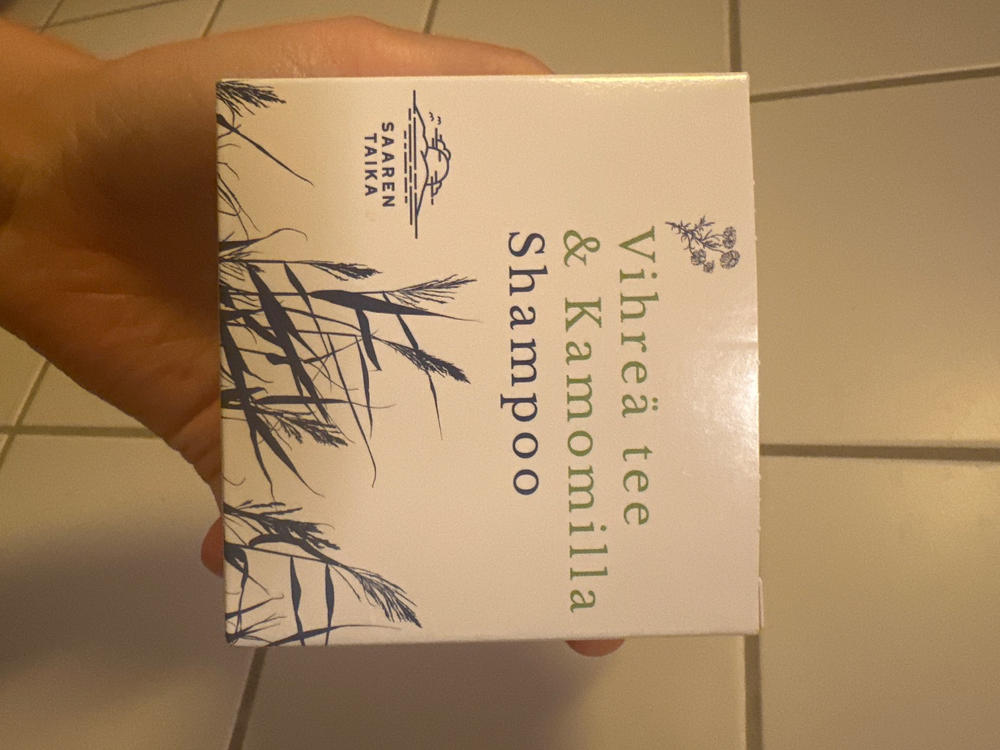 Vihreä tee
& Kamomilla
Shampoo
SAAREN
TAIKA